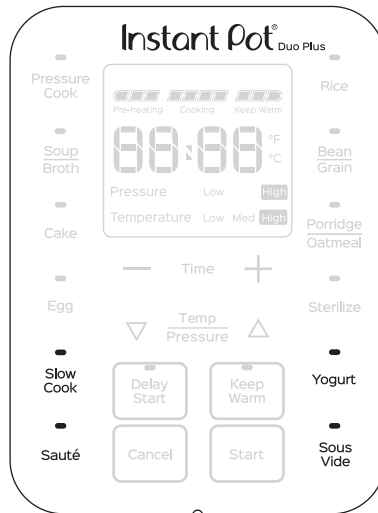 Instant Pot® Duo Plus
Pressure
Cook
Rice
Pre-heating Cooking Keep Warm
88:88 °F
°C
Soup
Broth
Bean
Grain
Pressure Low High
Temperature Low Med High
Cake
Porridge
Oatmeal
— Time +
Egg
Sterilize
Temp
Pressure
Slow
Cook
Delay
Start
Keep
Warm
Yogurt
Sauté
Cancel
Start
Sous
Vide